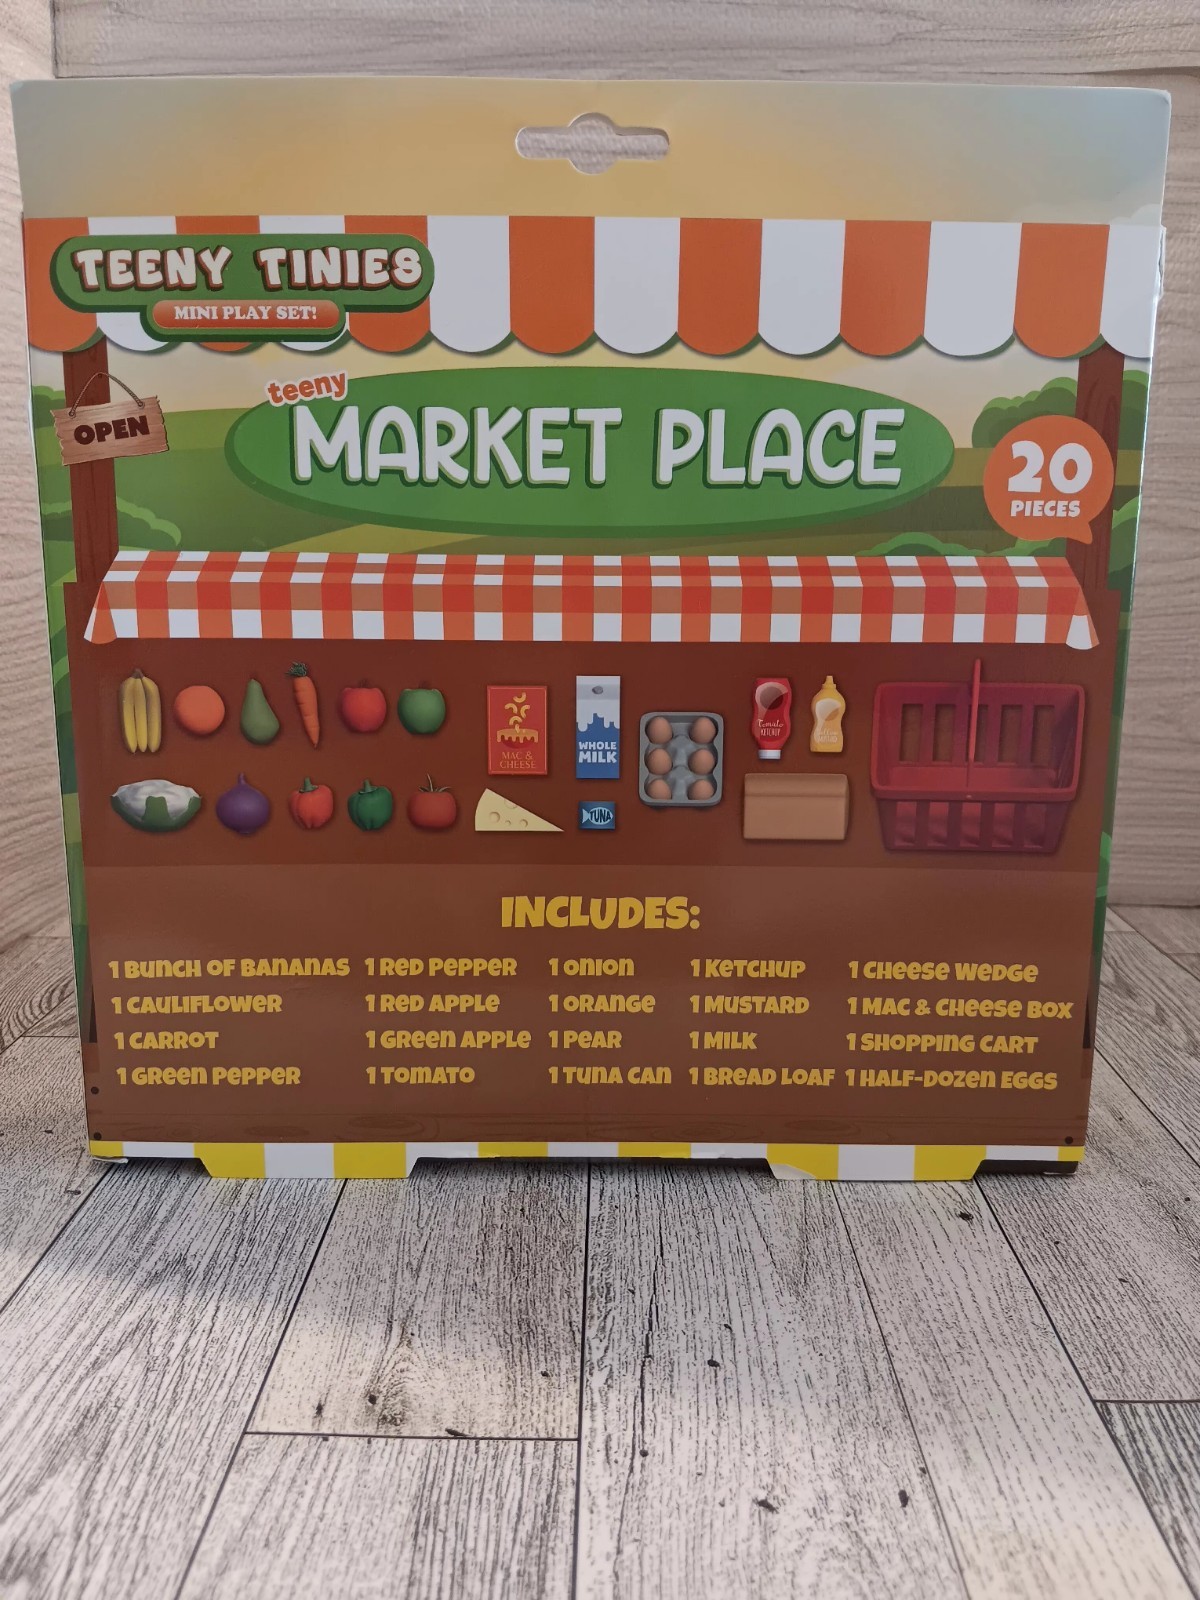 TEENY TINIES
MINI PLAY SET!
OPEN
teeny
MARKET PLACE
20
PIECES
MAC &
CHEESE
WHOLE
MILK
TUNA
Tomato
KETCHUP
INCLUDES:
1 BUNCH OF BANANAS
1 CAULIFLOWER
1 CARROT
1 GREEN PEPPER
1 RED PEPPER
1 RED APPLE
1 GREEN APPLE
1 TOMATO
1 ONION
1 ORANGE
1 PEAR
1 TUNA CAN
1 KETCHUP
1 MUSTARD
1 MILK
1 BREAD LOAF
1 CHEESE WEDGE
1 MAC & CHEESE BOX
1 SHOPPING CART
1 HALF-DOZEN EGGS